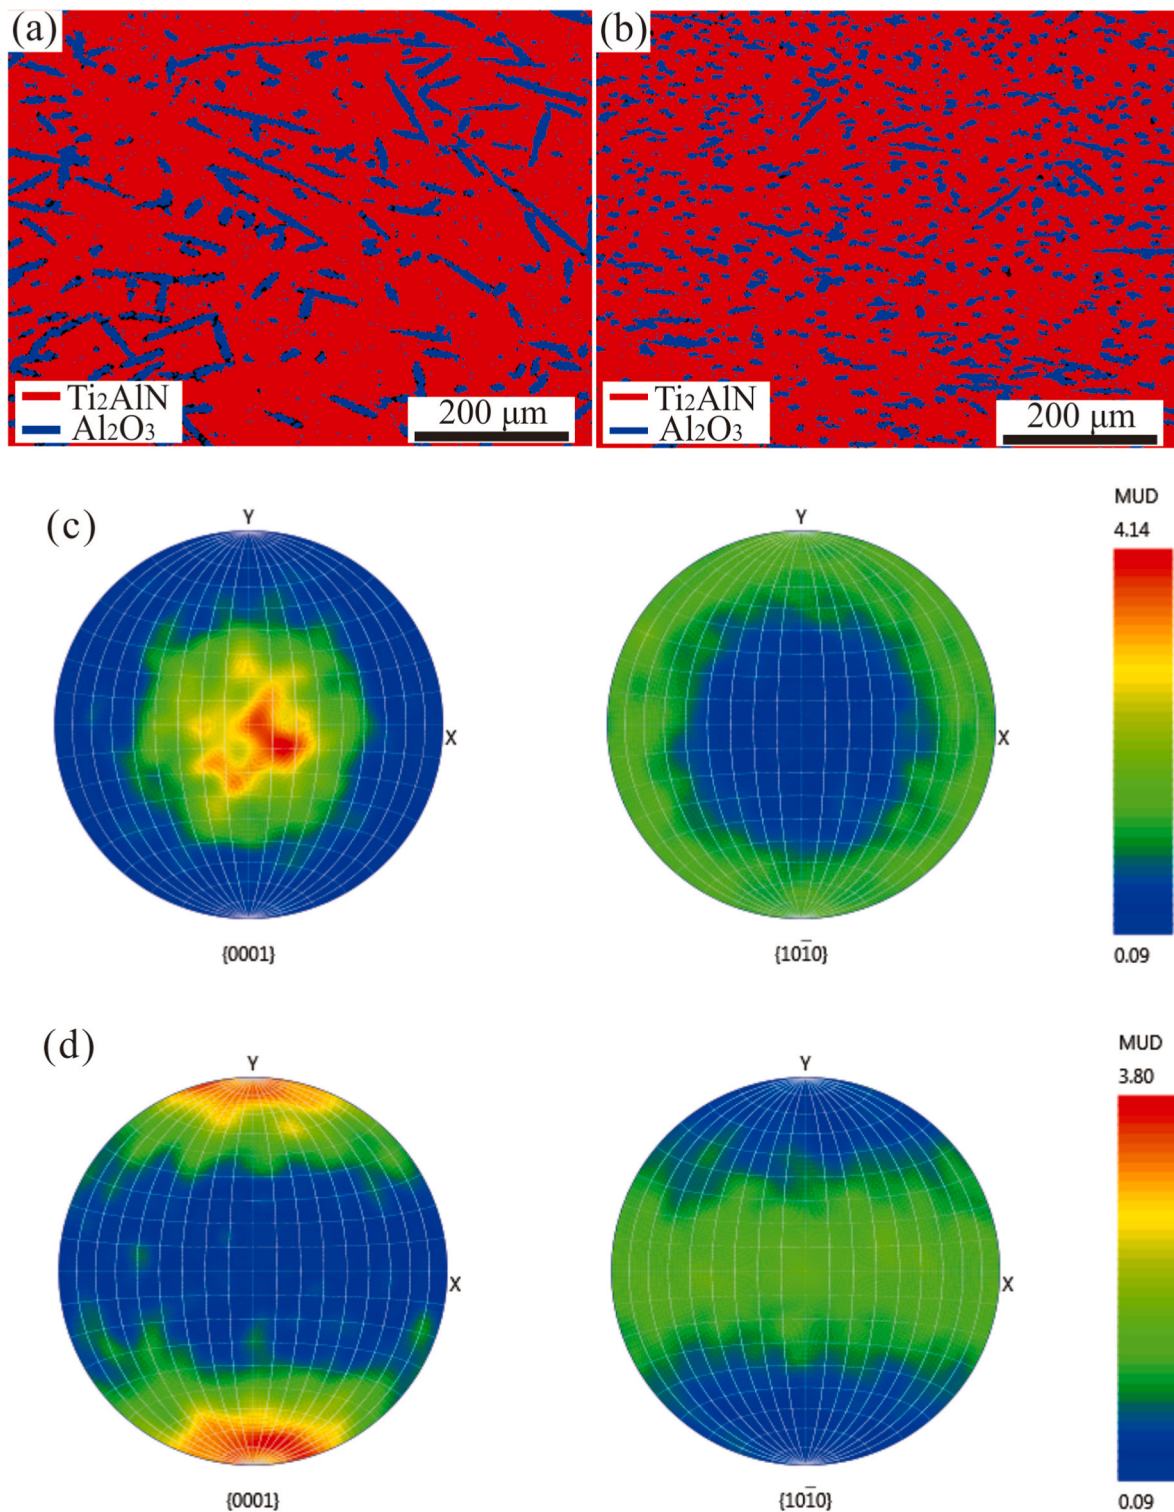 (a)
(b)
Ti2AlN
Al2O3
200 μm
Ti2AlN
Al2O3
200 μm
(c)
Y
X
{0001}
Y
X
{101̅0}
MUD
4.14
0.09
(d)
Y
X
{0001}
Y
X
{101̅0}
MUD
3.80
0.09